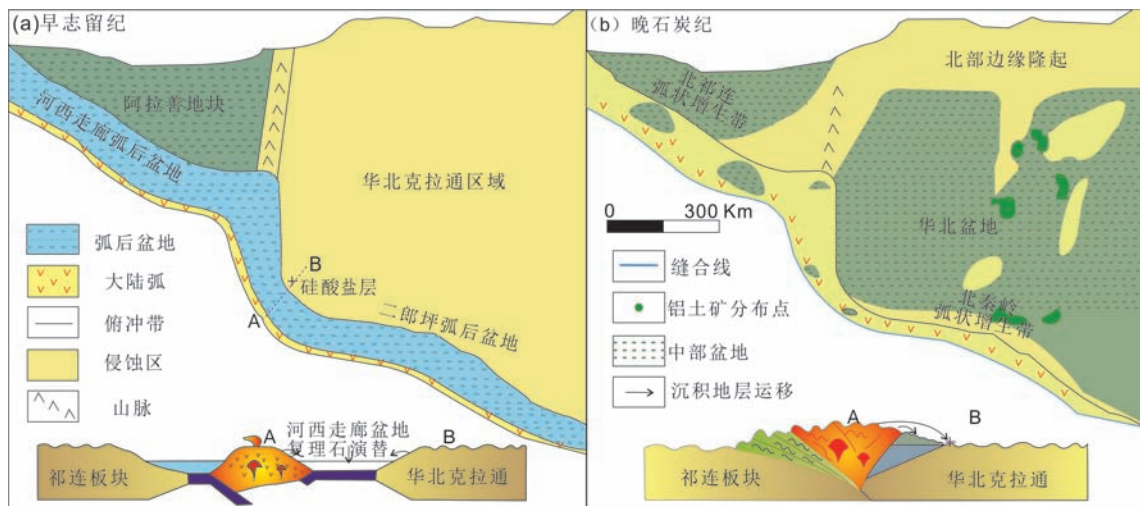 (a)早志留纪
阿拉善地块
河西走廊弧后盆地
华北克拉通区域
B
硅酸盐层
A
二郎坪弧后盆地
弧后盆地
大陆弧
俯冲带
侵蚀区
山脉
A
河西走廊盆地
复理石演替
B
祁连板块
华北克拉通
(b)晚石炭纪
北部边缘隆起
北祁连
弧状增生带
0 300 Km
华北盆地
北秦岭
弧状增生带
缝合线
铝土矿分布点
中部盆地
沉积地层运移
A
B
祁连板块
华北克拉通